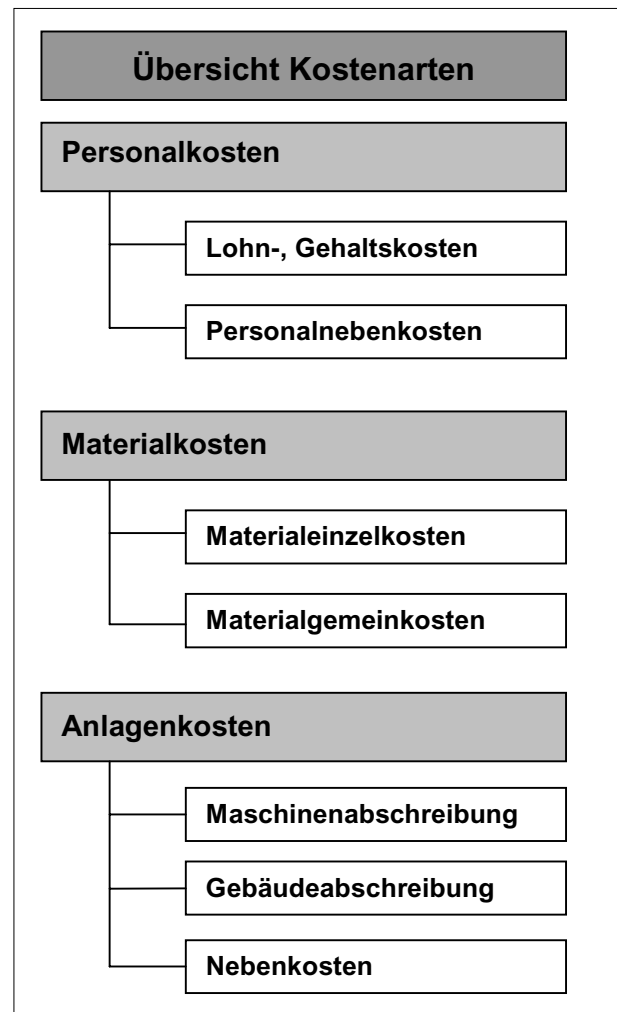 Übersicht Kostenarten
Personalkosten
Lohn-, Gehaltskosten
Personalnebenkosten
Materialkosten
Materialeinzelkosten
Materialgemeinkosten
Anlagenkosten
Maschinenabschreibung
Gebäudeabschreibung
Nebenkosten